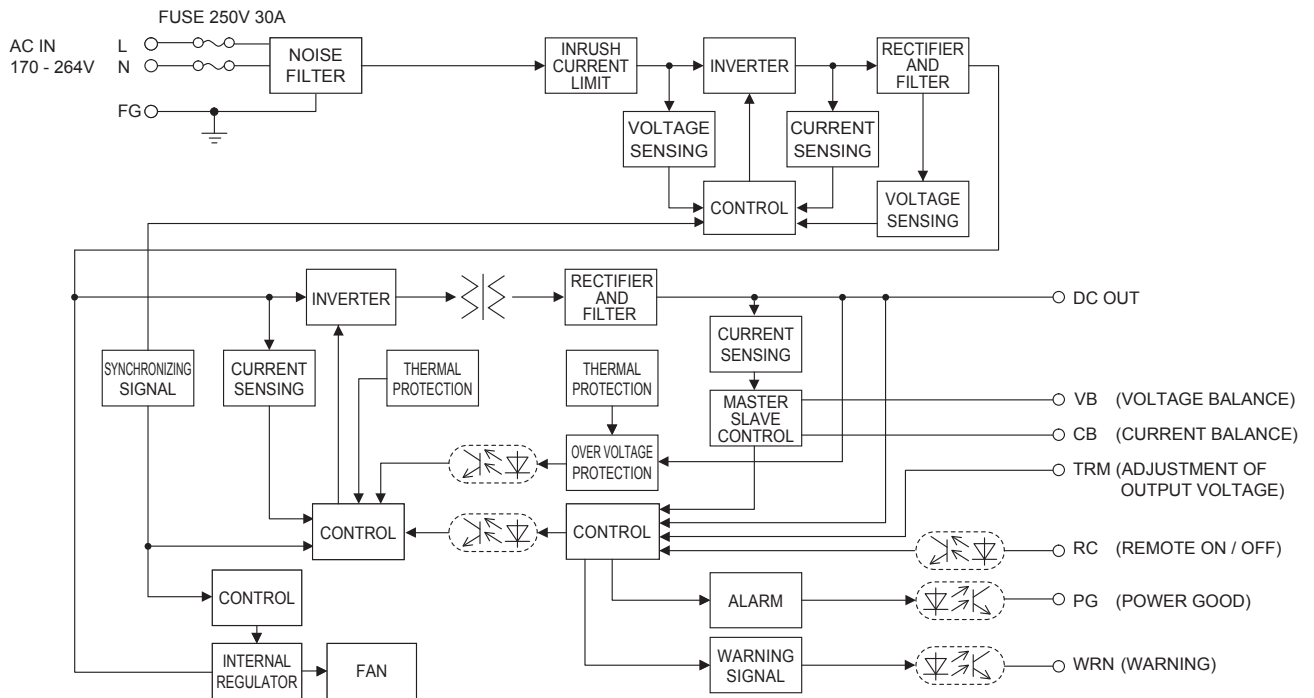 FUSE 250V 30A
AC IN
170 - 264V
L
N
FG
NOISE
FILTER
INRUSH
CURRENT
LIMIT
INVERTER
RECTIFIER
AND
FILTER
VOLTAGE
SENSING
CURRENT
SENSING
CONTROL
VOLTAGE
SENSING
INVERTER
RECTIFIER
AND
FILTER
DC OUT
SYNCHRONIZING
SIGNAL
CURRENT
SENSING
THERMAL
PROTECTION
THERMAL
PROTECTION
CURRENT
SENSING
MASTER
SLAVE
CONTROL
VB (VOLTAGE BALANCE)
CB (CURRENT BALANCE)
OVER VOLTAGE
PROTECTION
TRM (ADJUSTMENT OF
OUTPUT VOLTAGE)
CONTROL
CONTROL
RC (REMOTE ON / OFF)
CONTROL
ALARM
PG (POWER GOOD)
INTERNAL
REGULATOR
FAN
WARNING
SIGNAL
WRN (WARNING)